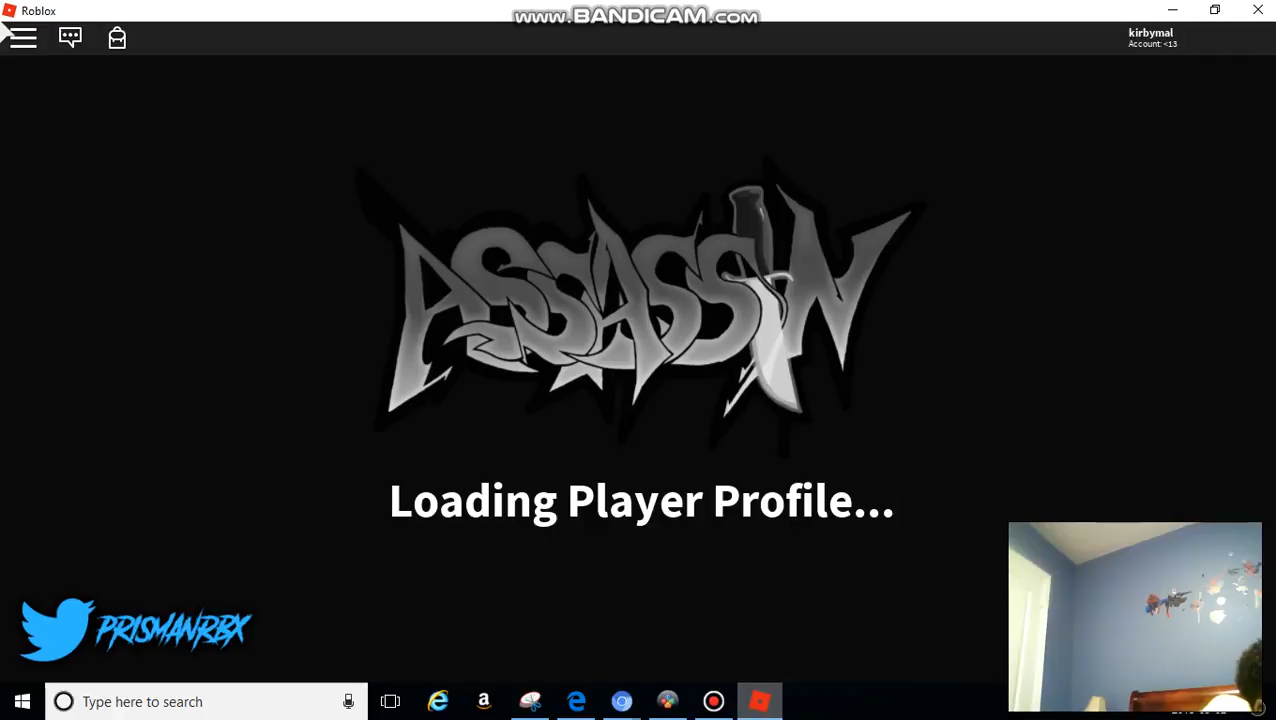 Roblox
www.BANDICAM.com
kirbymal
Account: <13
ASSASSIN
Loading Player Profile...
PRISMANRBX
Type here to search